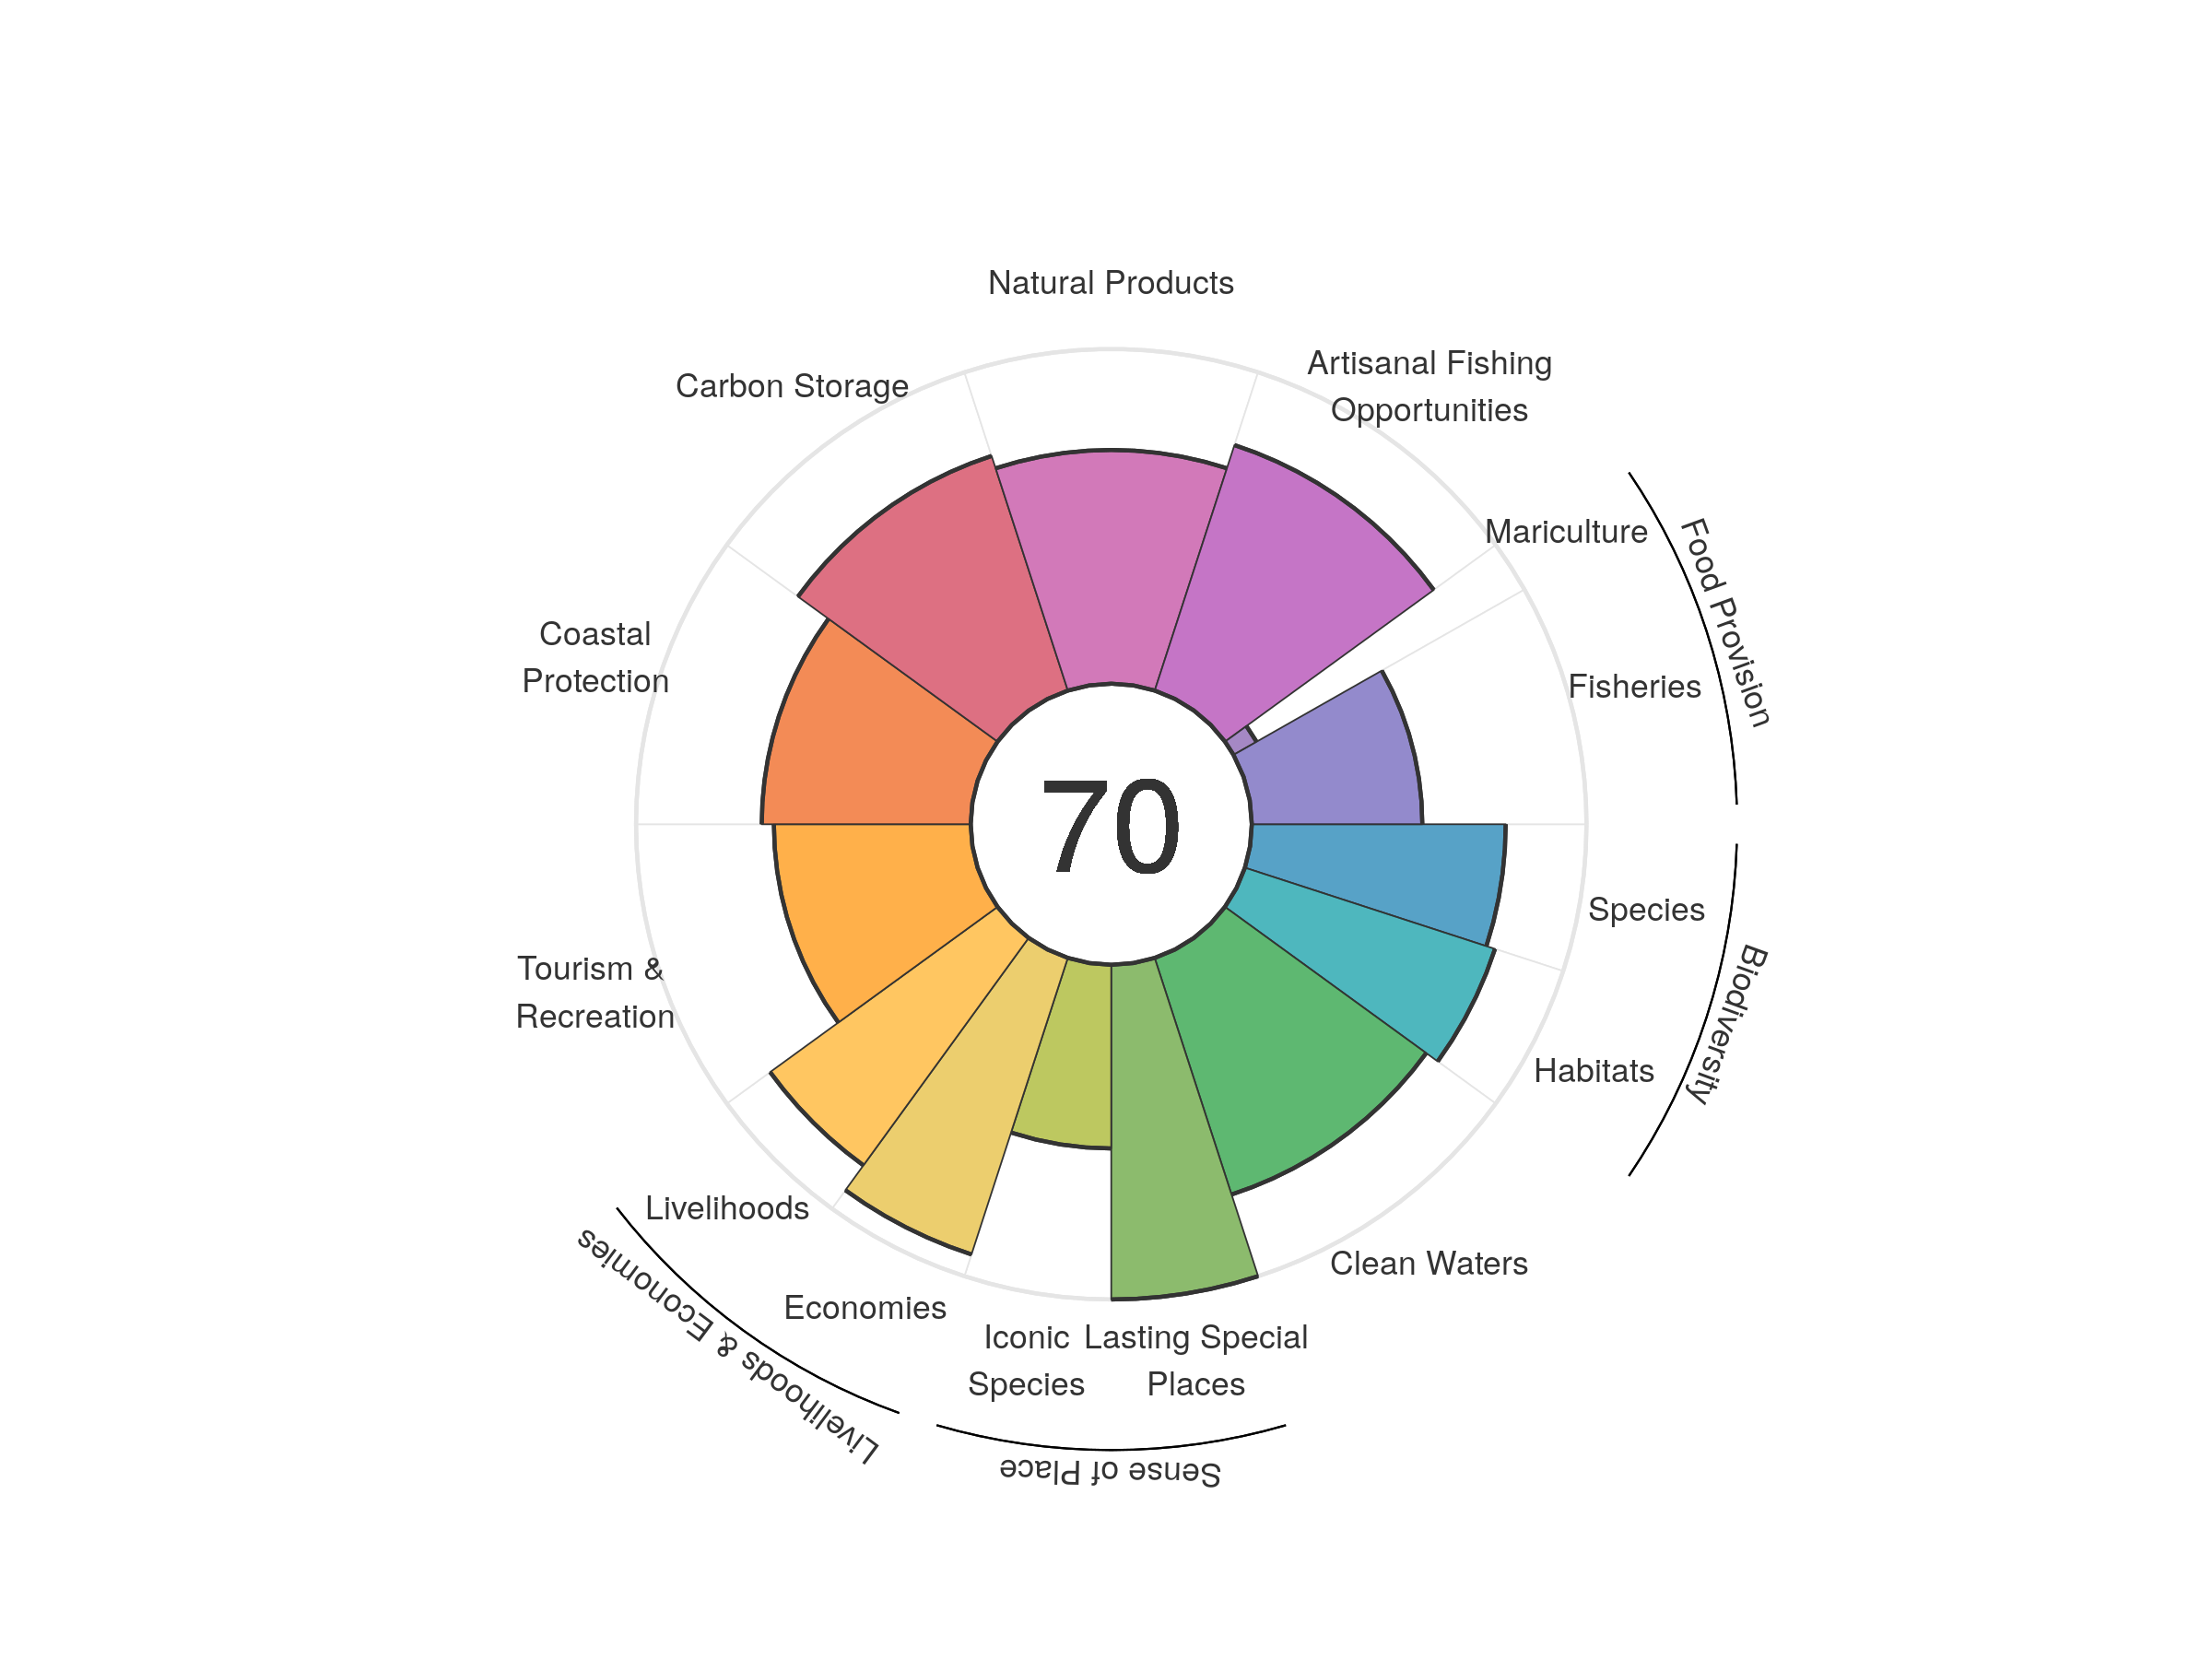 Natural Products
Artisanal Fishing
Opportunities
Carbon Storage
Mariculture
Food Provision
Fisheries
Coastal
Protection
70
Species
Biodiversity
Habitats
Tourism &
Recreation
Livelihoods
Clean Waters
Economies
Livelihoods & Economies
Iconic
Species
Lasting Special
Places
Sense of Place